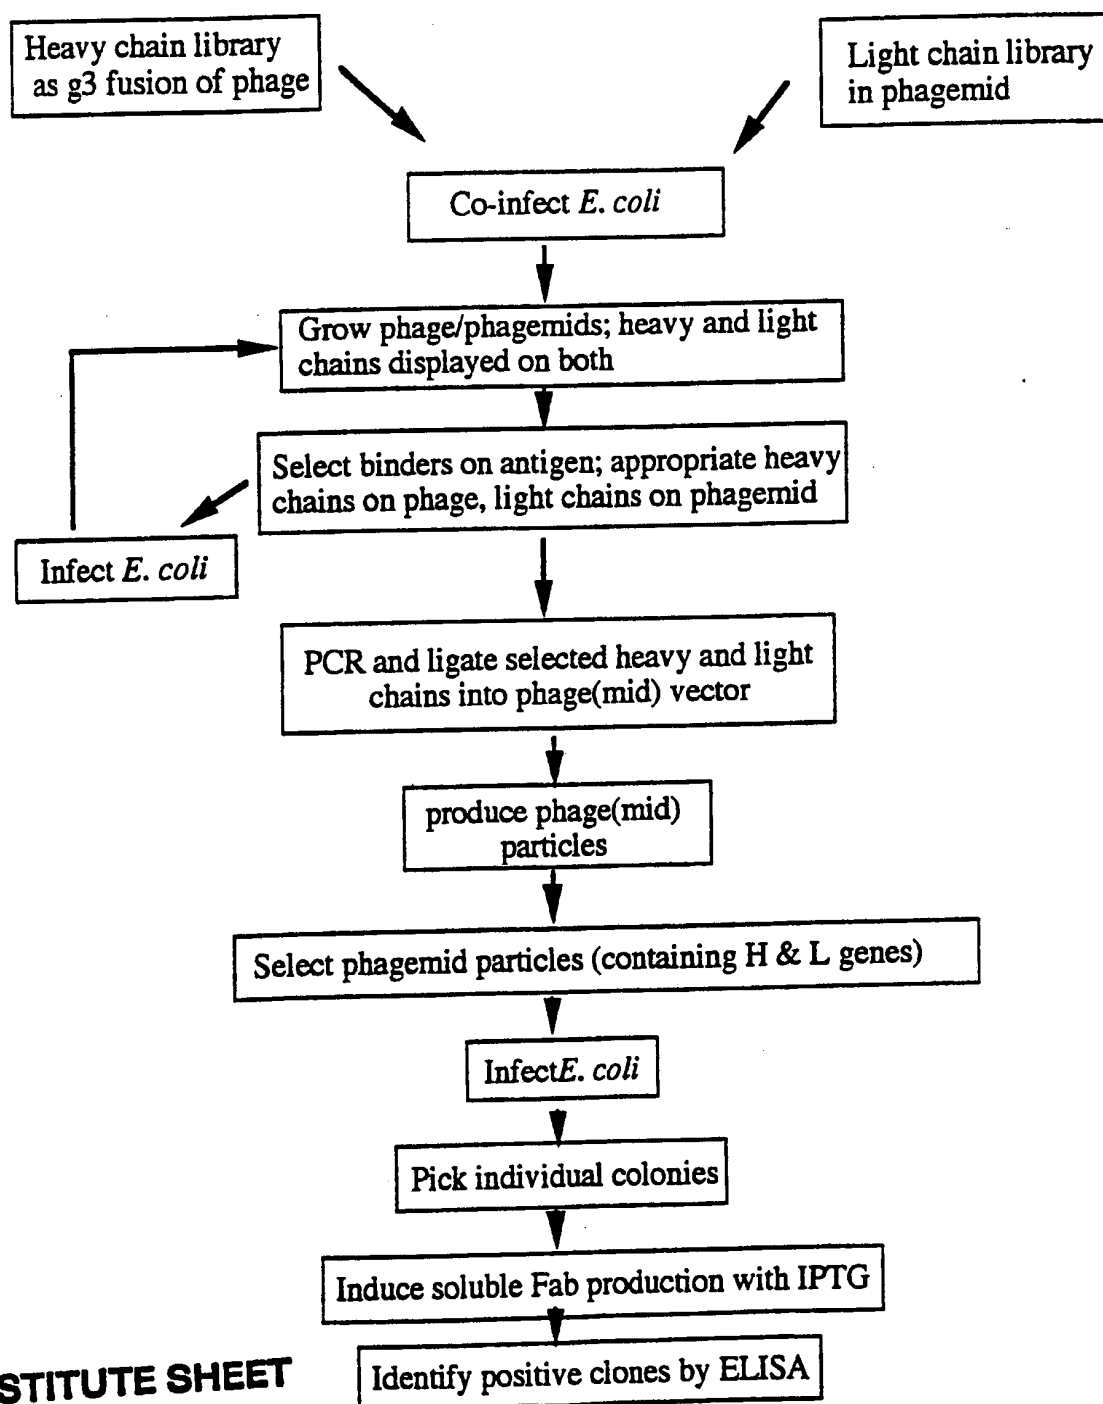 Heavy chain library
as g3 fusion of phage
Light chain library
in phagemid
Co-infect E. coli
Grow phage/phagemids; heavy and light
chains displayed on both
Select binders on antigen; appropriate heavy
chains on phage, light chains on phagemid
Infect E. coli
PCR and ligate selected heavy and light
chains into phage(mid) vector
produce phage(mid)
particles
Select phagemid particles (containing H & L genes)
InfectE. coli
Pick individual colonies
Induce soluble Fab production with IPTG
Identify positive clones by ELISA
STITUTE SHEET